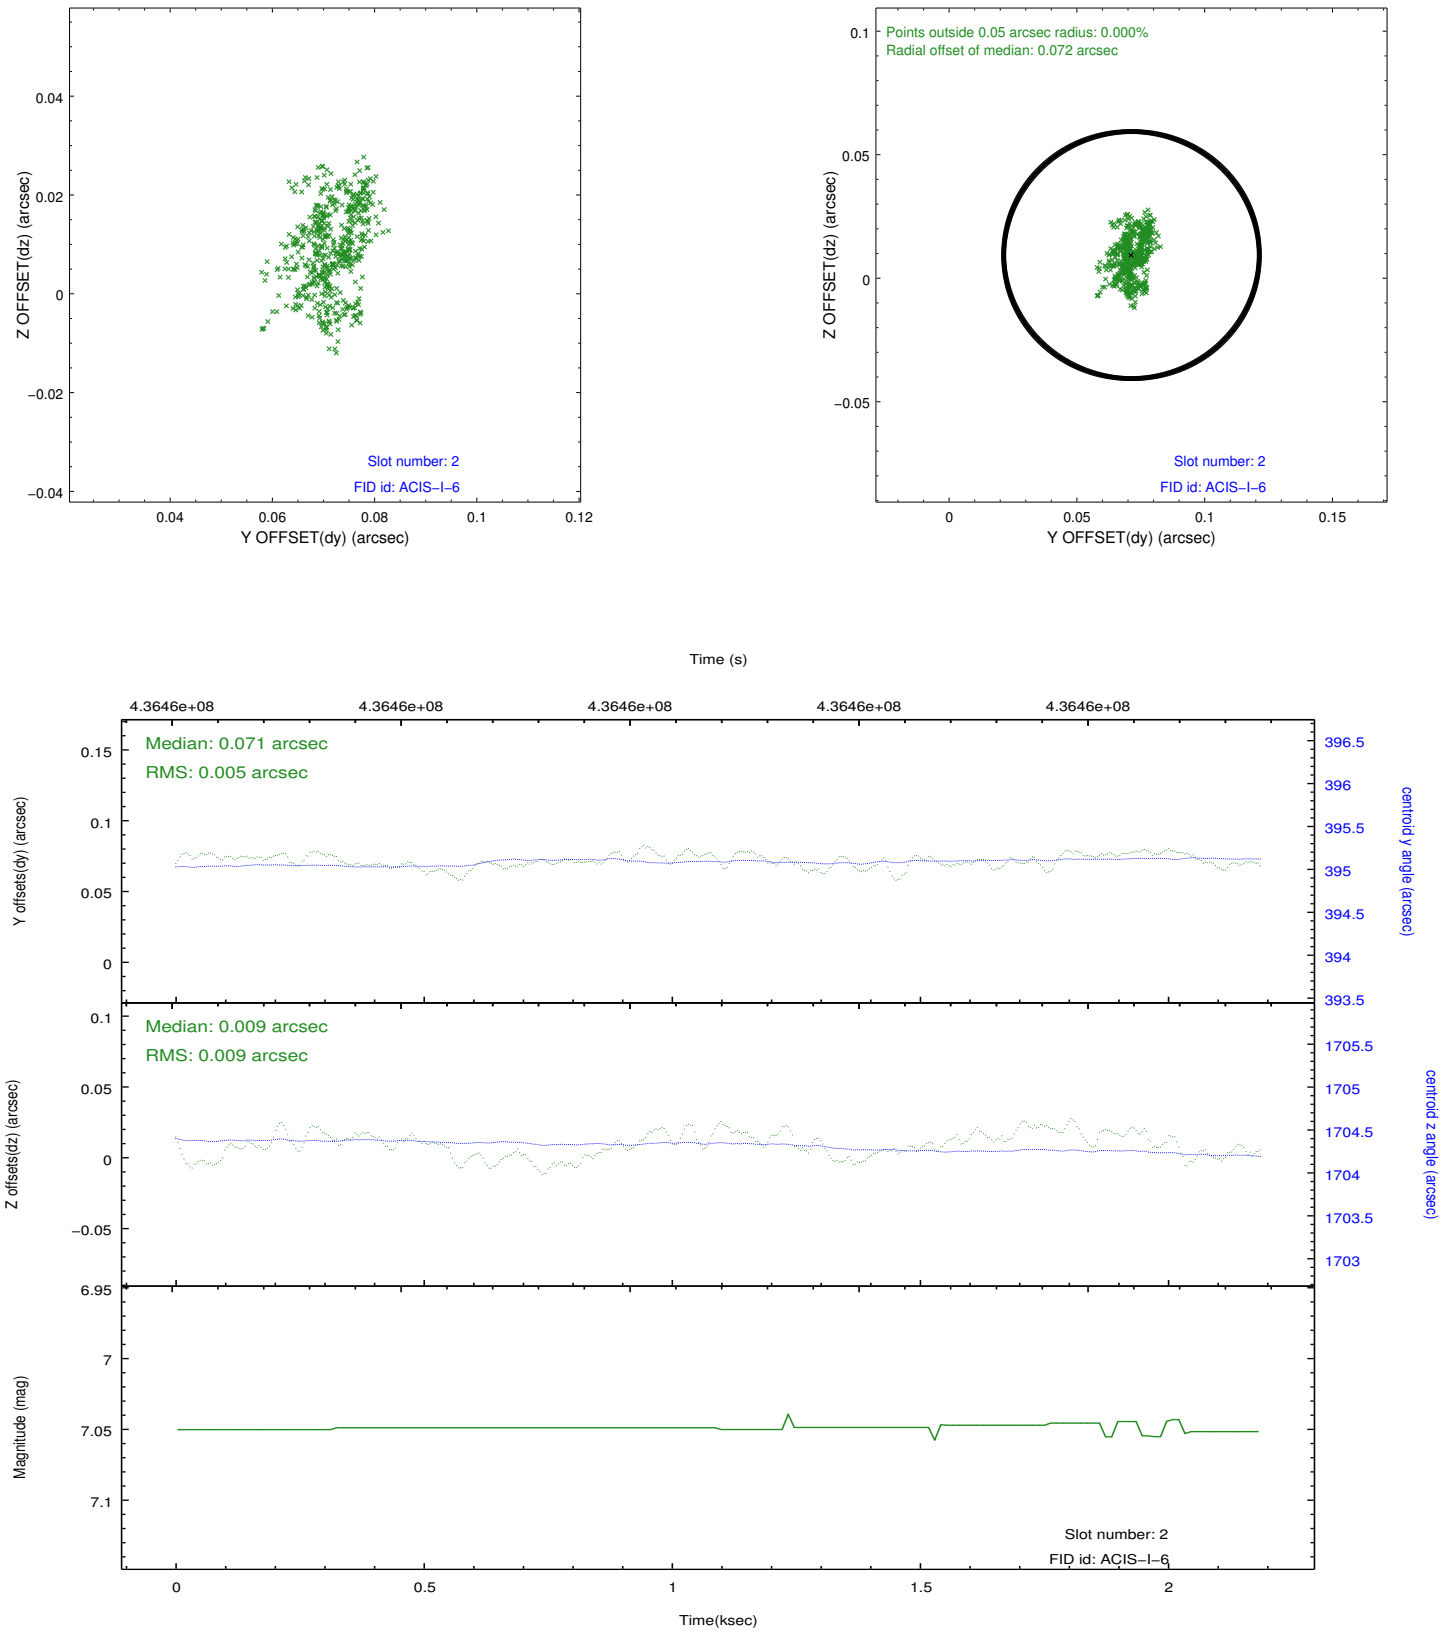 0.04
0.02
0
−0.02
−0.04
Z OFFSET(dz) (arcsec)
Slot number: 2
FID id: ACIS−I−6
0.04 0.06 0.08 0.1 0.12
Y OFFSET(dy) (arcsec)
Points outside 0.05 arcsec radius: 0.000%
Radial offset of median: 0.072 arcsec
0.1
0.05
0
−0.05
Z OFFSET(dz) (arcsec)
Slot number: 2
FID id: ACIS−I−6
0 0.05 0.1 0.15
Y OFFSET(dy) (arcsec)
Time (s)
4.3646e+08 4.3646e+08 4.3646e+08 4.3646e+08 4.3646e+08
Median: 0.071 arcsec
RMS: 0.005 arcsec
0.15
0.1
0.05
0
Y offsets(dy) (arcsec)
396.5
396
395.5
395
394.5
394
393.5
centroid y angle (arcsec)
Median: 0.009 arcsec
RMS: 0.009 arcsec
0.1
0.05
0
−0.05
Z offsets(dz) (arcsec)
1705.5
1705
1704.5
1704
1703.5
1703
centroid z angle (arcsec)
6.95
7
7.05
7.1
Magnitude (mag)
Slot number: 2
FID id: ACIS−I−6
0 0.5 1 1.5 2
Time(ksec)